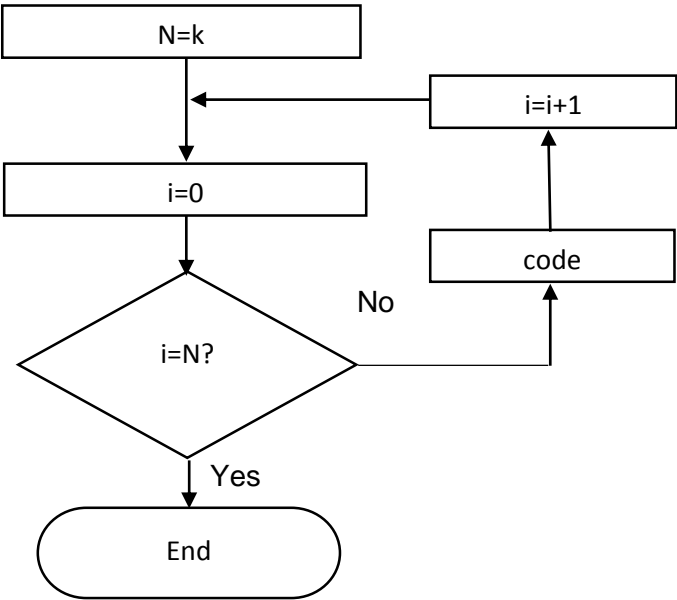 N=k
i=i+1
i=0
code
No
i=N?
Yes
End